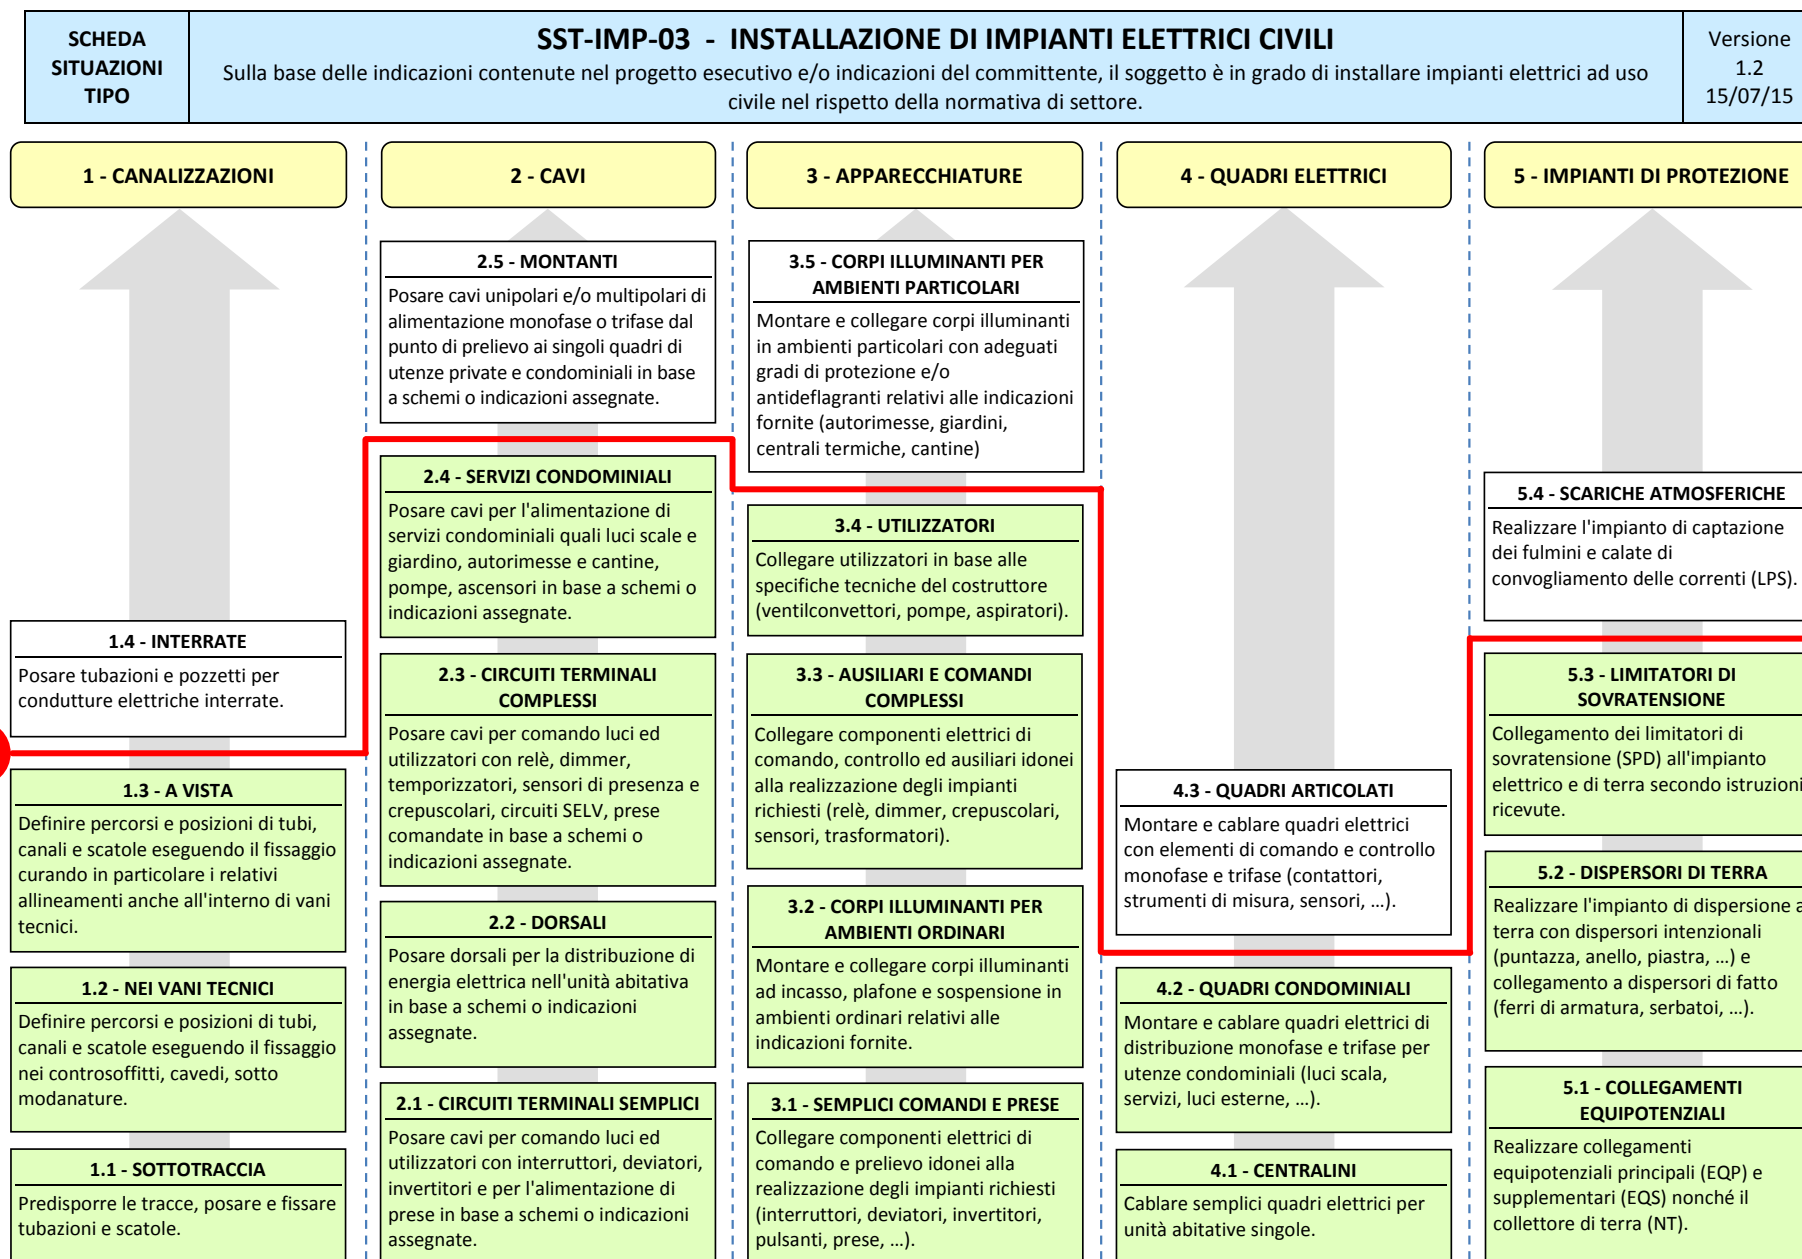 SCHEDA
SITUAZIONI
TIPO
SST-IMP-03 - INSTALLAZIONE DI IMPIANTI ELETTRICI CIVILI
Sulla base delle indicazioni contenute nel progetto esecutivo e/o indicazioni del committente, il soggetto è in grado di installare impianti elettrici ad uso
civile nel rispetto della normativa di settore.
Versione
1.2
15/07/15
1 - CANALIZZAZIONI
1.4 - INTERRATE
Posare tubazioni e pozzetti per
condutture elettriche interrate.
1.3 - A VISTA
Definire percorsi e posizioni di tubi,
canali e scatole eseguendo il fissaggio
curando in particolare i relativi
allineamenti anche all'interno di vani
tecnici.
1.2 - NEI VANI TECNICI
Definire percorsi e posizioni di tubi,
canali e scatole eseguendo il fissaggio
nei controsoffitti, cavedi, sotto
modanature.
1.1 - SOTTOTRACCIA
Predisporre le tracce, posare e fissare
tubazioni e scatole.
2 - CAVI
2.5 - MONTANTI
Posare cavi unipolari e/o multipolari di
alimentazione monofase o trifase dal
punto di prelievo ai singoli quadri di
utenze private e condominiali in base
a schemi o indicazioni assegnate.
2.4 - SERVIZI CONDOMINIALI
Posare cavi per l'alimentazione di
servizi condominiali quali luci scale e
giardino, autorimesse e cantine,
pompe, ascensori in base a schemi o
indicazioni assegnate.
2.3 - CIRCUITI TERMINALI
COMPLESSI
Posare cavi per comando luci ed
utilizzatori con relè, dimmer,
temporizzatori, sensori di presenza e
crepuscolari, circuiti SELV, prese
comandate in base a schemi o
indicazioni assegnate.
2.2 - DORSALI
Posare dorsali per la distribuzione di
energia elettrica nell'unità abitativa
in base a schemi o indicazioni
assegnate.
2.1 - CIRCUITI TERMINALI SEMPLICI
Posare cavi per comando luci ed
utilizzatori con interruttori, deviatori,
invertitori e per l'alimentazione di
prese in base a schemi o indicazioni
assegnate.
3 - APPARECCHIATURE
3.5 - CORPI ILLUMINANTI PER
AMBIENTI PARTICOLARI
Montare e collegare corpi illuminanti
in ambienti particolari con adeguati
gradi di protezione e/o
antideflagranti relativi alle indicazioni
fornite (autorimesse, giardini,
centrali termiche, cantine)
3.4 - UTILIZZATORI
Collegare utilizzatori in base alle
specifiche tecniche del costruttore
(ventilconvettori, pompe, aspiratori).
3.3 - AUSILIARI E COMANDI
COMPLESSI
Collegare componenti elettrici di
comando, controllo ed ausiliari idonei
alla realizzazione degli impianti
richiesti (relè, dimmer, crepuscolari,
sensori, trasformatori).
3.2 - CORPI ILLUMINANTI PER
AMBIENTI ORDINARI
Montare e collegare corpi illuminanti
ad incasso, plafone e sospensione in
ambienti ordinari relativi alle
indicazioni fornite.
3.1 - SEMPLICI COMANDI E PRESE
Collegare componenti elettrici di
comando e prelievo idonei alla
realizzazione degli impianti richiesti
(interruttori, deviatori, invertitori,
pulsanti, prese, ...).
4 - QUADRI ELETTRICI
4.3 - QUADRI ARTICOLATI
Montare e cablare quadri elettrici
con elementi di comando e controllo
monofase e trifase (contattori,
strumenti di misura, sensori, ...).
4.2 - QUADRI CONDOMINIALI
Montare e cablare quadri elettrici di
distribuzione monofase e trifase per
utenze condominiali (luci scala,
servizi, luci esterne, ...).
4.1 - CENTRALINI
Cablare semplici quadri elettrici per
unità abitative singole.
5 - IMPIANTI DI PROTEZIONE
5.4 - SCARICHE ATMOSFERICHE
Realizzare l'impianto di captazione
dei fulmini e calate di
convogliamento delle correnti (LPS).
5.3 - LIMITATORI DI
SOVRATENSIONE
Collegamento dei limitatori di
sovratensione (SPD) all'impianto
elettrico e di terra secondo istruzioni
ricevute.
5.2 - DISPERSORI DI TERRA
Realizzare l'impianto di dispersione a
terra con dispersori intenzionali
(puntazza, anello, piastra, ...) e
collegamento a dispersori di fatto
(ferri di armatura, serbatoi, ...).
5.1 - COLLEGAMENTI
EQUIPOTENZIALI
Realizzare collegamenti
equipotenziali principali (EQP) e
supplementari (EQS) nonché il
collettore di terra (NT).